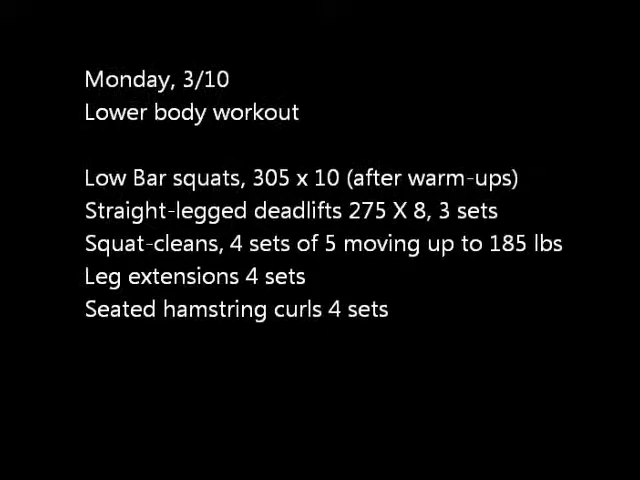 Monday, 3/10
Lower body workout
Low Bar squats, 305 x 10 (after warm-ups)
Straight-legged deadlifts 275 X 8, 3 sets
Squat-cleans, 4 sets of 5 moving up to 185 lbs
Leg extensions 4 sets
Seated hamstring curls 4 sets